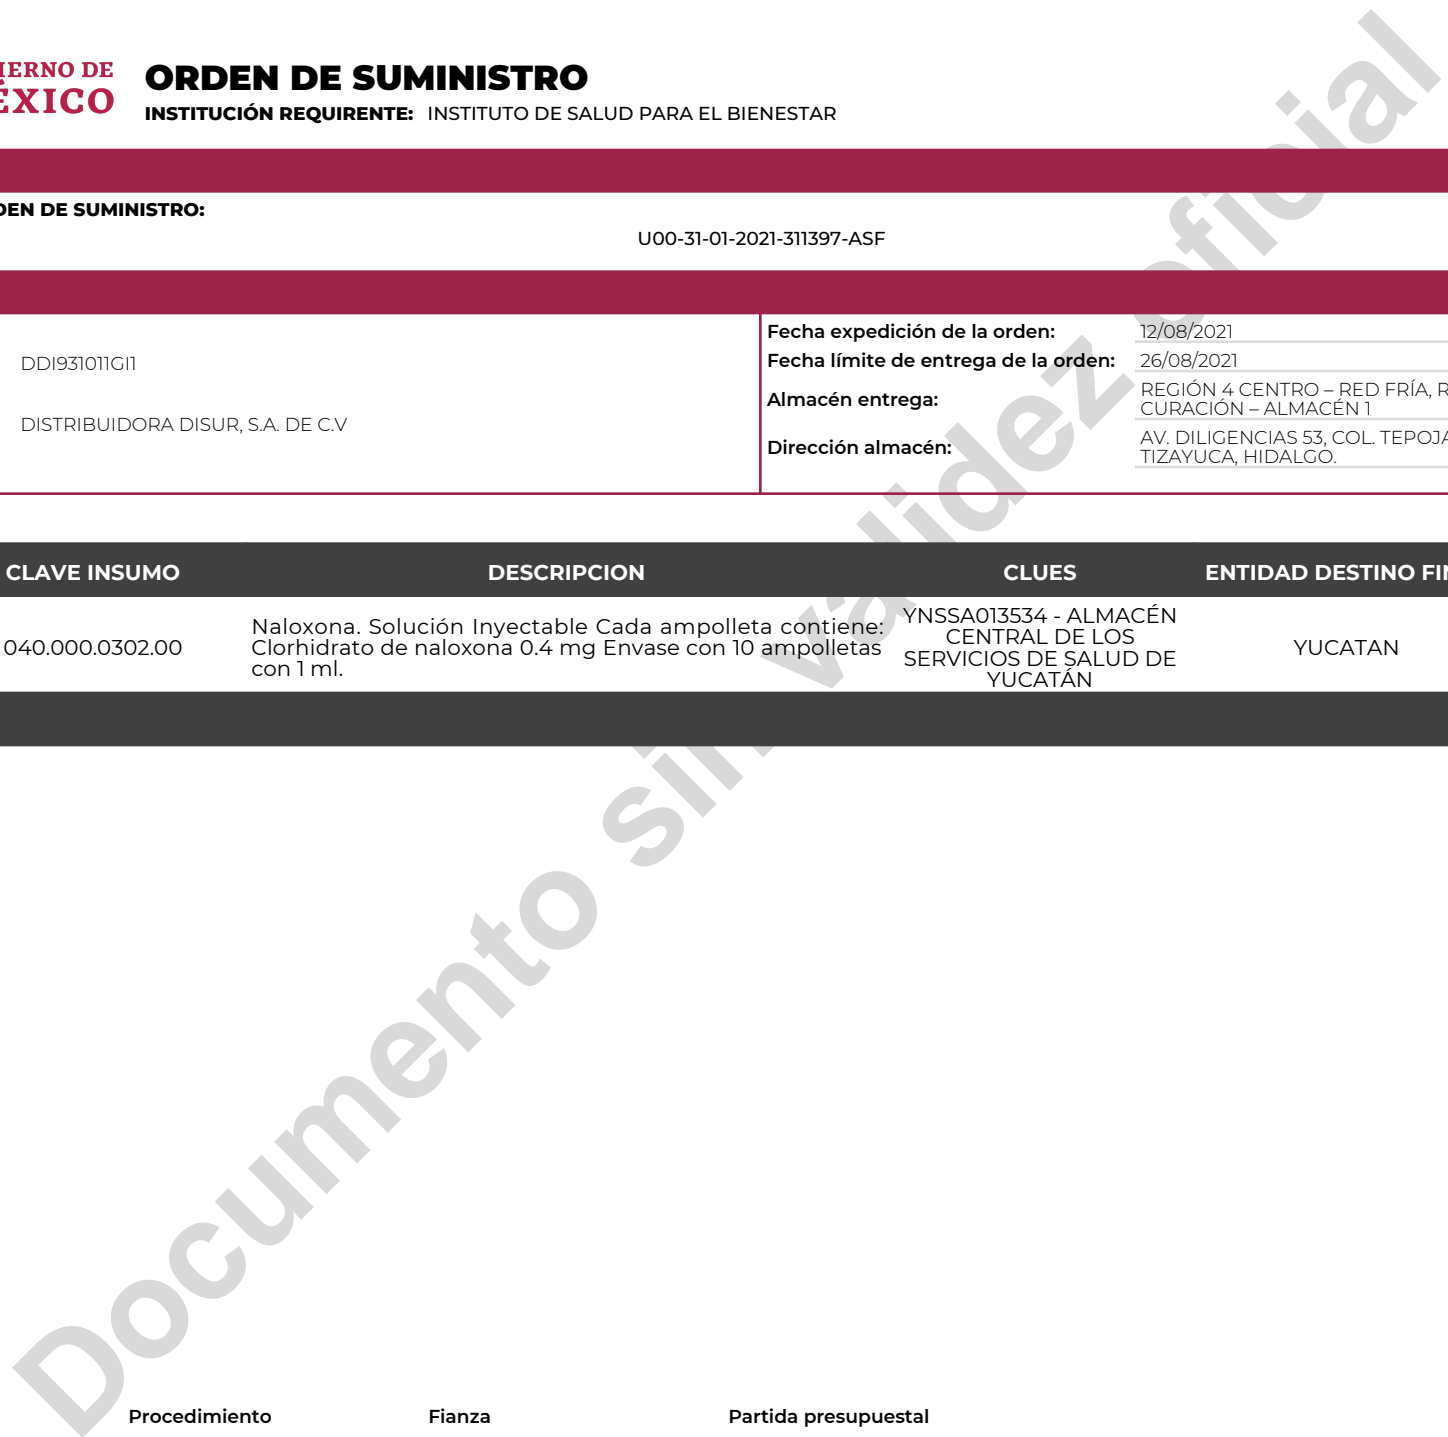 IERNO DE
ÉXICO
ORDEN DE SUMINISTRO
INSTITUCIÓN REQUIRENTE: INSTITUTO DE SALUD PARA EL BIENESTAR
DEN DE SUMINISTRO:
U00-31-01-2021-311397-ASF
DDI931011GI1
DISTRIBUIDORA DISUR, S.A. DE C.V
Fecha expedición de la orden: 12/08/2021
Fecha límite de entrega de la orden: 26/08/2021
Almacén entrega: REGIÓN 4 CENTRO – RED FRÍA, R
CURACIÓN – ALMACÉN 1
Dirección almacén: AV. DILIGENCIAS 53, COL. TEPOJA
TIZAYUCA, HIDALGO.
CLAVE INSUMO DESCRIPCION CLUES ENTIDAD DESTINO FIN
040.000.0302.00
Naloxona. Solución Inyectable Cada ampolleta contiene:
Clorhidrato de naloxona 0.4 mg Envase con 10 ampolletas
con 1 ml.
YNSSA013534 - ALMACÉN
CENTRAL DE LOS
SERVICIOS DE SALUD DE
YUCATÁN
YUCATAN
Documento sin validez oficial
Procedimiento Fianza Partida presupuestal